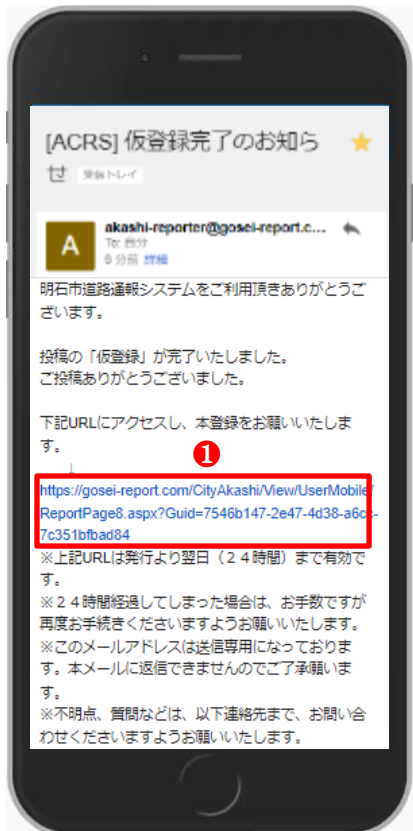 [ACRS] 仮登録完了のお知ら
せ 受信トレイ
A
akashi-reporter@gosei-report.c...
To: 自分
8 分前 詳細
明石市道路通報システムをご利用頂きありがとうご
ざいます。
投稿の「仮登録」が完了いたしました。
ご投稿ありがとうございました。
下記URLにアクセスし、本登録をお願いいたしま
す。
↓
❶
https://gosei-report.com/CityAkashi/View/UserMobile/
ReportPage8.aspx?Guid=7546b147-2e47-4d38-a6cc-
7c351bfbad84
※上記URLは発行より翌日（２４時間）まで有効で
す。
※２４時間経過してしまった場合は、お手数ですが
再度お手続きくださいますようお願いいたします。
※このメールアドレスは送信専用になっておりま
す。本メールに返信できませんのでご了承願いま
す。
※不明点、質問などは、以下連絡先まで、お問い合
わせくださいますようお願いいたします。